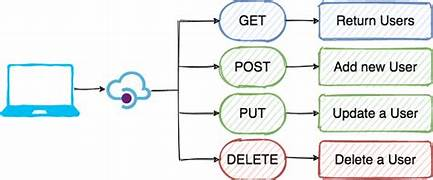 GET
Return Users
POST
Add new User
PUT
Update a User
DELETE
Delete a User